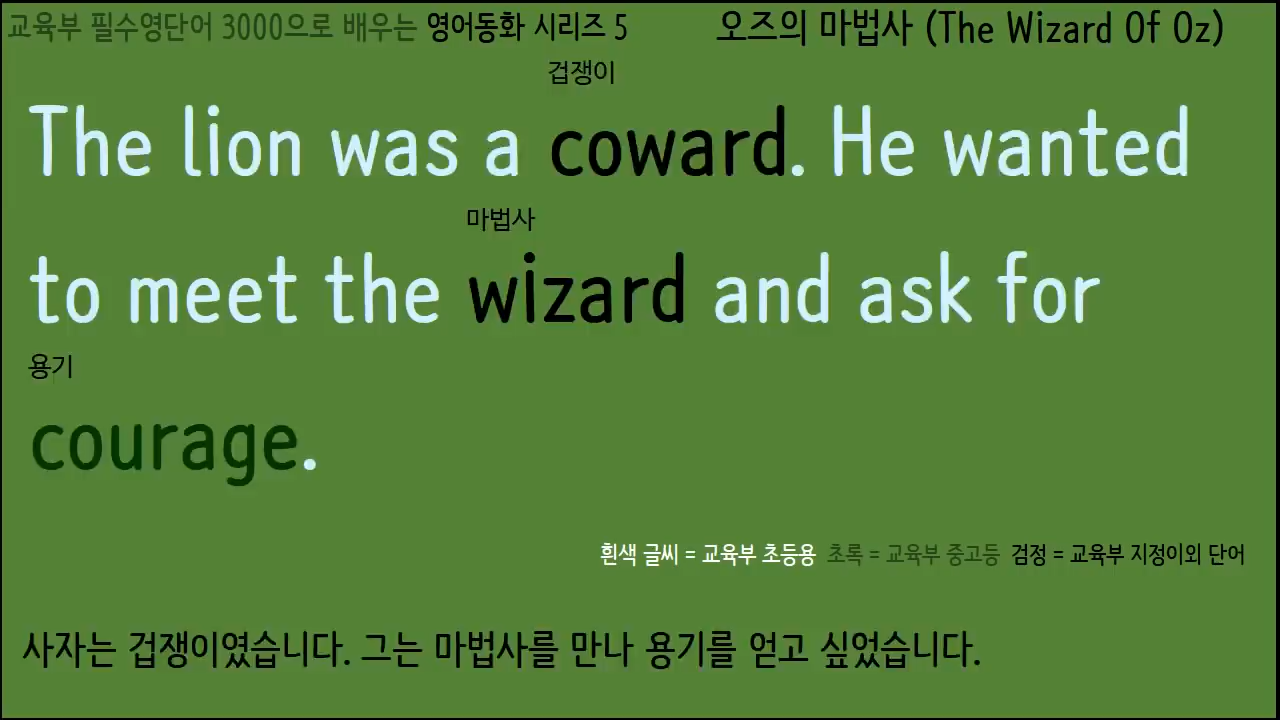 교육부 필수영단어 3000으로 배우는 영어동화 시리즈 5 오즈의 마법사 (The Wizard Of Oz)
겁쟁이
The lion was a coward. He wanted
마법사
to meet the wizard and ask for
용기
courage.
흰색 글씨 = 교육부 초등용 초록 = 교육부 중고등 검정 = 교육부 지정이외 단어
사자는 겁쟁이였습니다. 그는 마법사를 만나 용기를 얻고 싶었습니다.